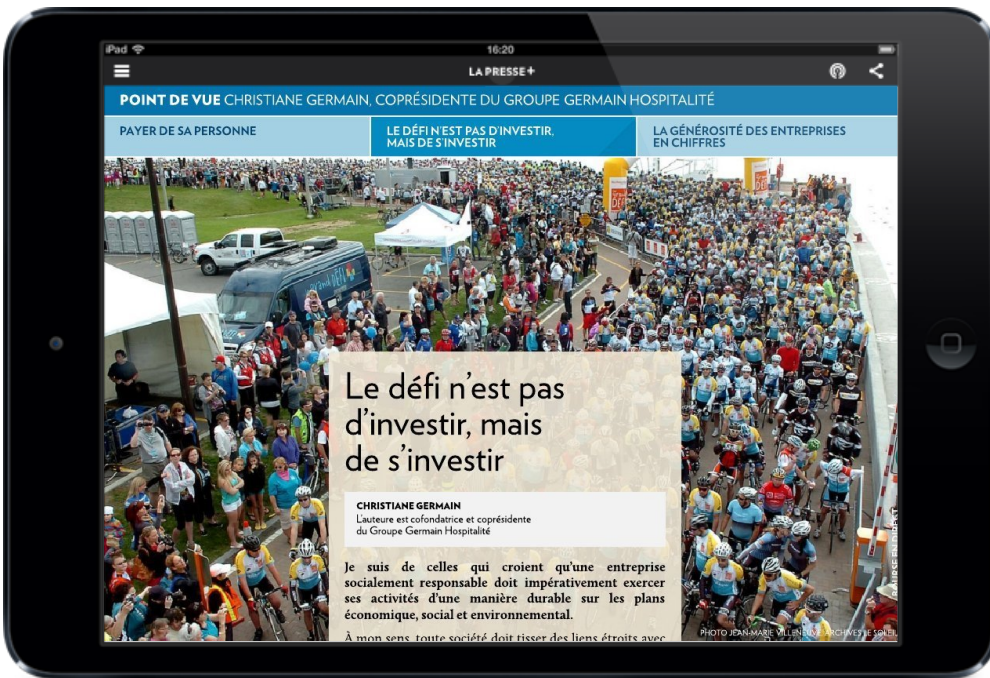 iPad
16:20
LA PRESSE+
POINT DE VUE CHRISTIANE GERMAIN, COPRÉSIDENTE DU GROUPE GERMAIN HOSPITALITÉ
PAYER DE SA PERSONNE
LE DÉFI N'EST PAS D'INVESTIR,
MAIS DE S'INVESTIR
LA GÉNÉROSITÉ DES ENTREPRISES
EN CHIFFRES
Grand DÉFI
Le défi n'est pas
d'investir, mais
de s'investir
CHRISTIANE GERMAIN
L'auteure est cofondatrice et coprésidente
du Groupe Germain Hospitalité
Je suis de celles qui croient qu'une entreprise
socialement responsable doit impérativement exercer
ses activités d'une manière durable sur les plans
économique, social et environnemental.
À mon sens, toute société doit tisser des liens étroits avec
PHOTO JEAN-MARIE VILLENEUVE, ARCHIVES LE SOLEIL